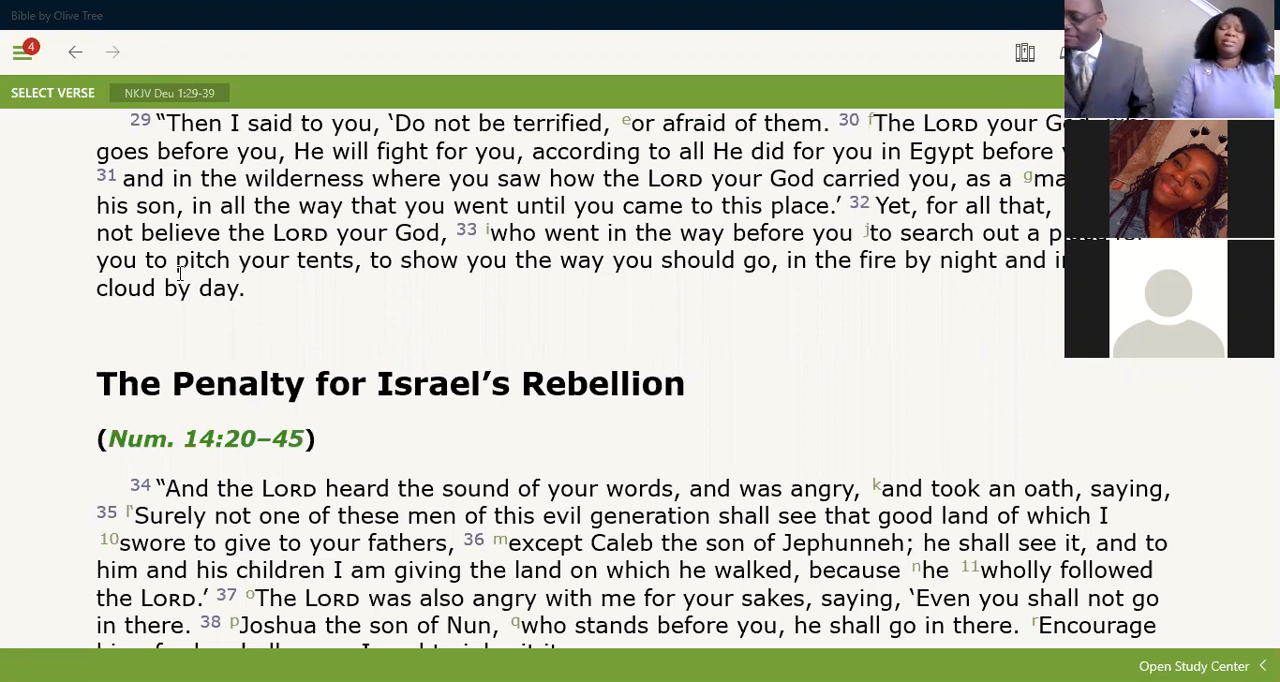 Bible by Olive Tree
4
SELECT VERSE NKJV Deu 1:29-39
29 “Then I said to you, ‘Do not be terrified, e or afraid of them. 30 f The LORD your
goes before you, He will fight for you, according to all He did for you in Egypt before
31 and in the wilderness where you saw how the LORD your God carried you, as a g
his son, in all the way that you went until you came to this place.’ 32 Yet, for all that,
not believe the LORD your God, 33 i who went in the way before you j to search out a
you to pitch your tents, to show you the way you should go, in the fire by night and
cloud by day.
The Penalty for Israel’s Rebellion
(Num. 14:20–45)
34 “And the LORD heard the sound of your words, and was angry, k and took an oath, saying,
35 l ‘Surely not one of these men of this evil generation shall see that good land of which I
10 swore to give to your fathers, 36 m except Caleb the son of Jephunneh; he shall see it, and to
him and his children I am giving the land on which he walked, because n he 11 wholly followed
the LORD.’ 37 o The LORD was also angry with me for your sakes, saying, ‘Even you shall not go
in there. 38 p Joshua the son of Nun, q who stands before you, he shall go in there. r Encourage
Open Study Center